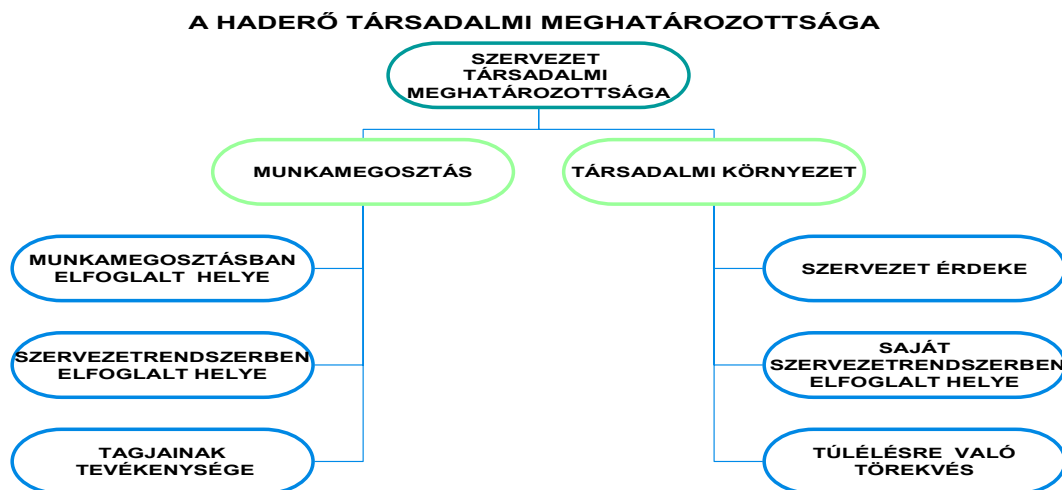 A HADERŐ TÁRSADALMI MEGHATÁROZOTTSÁGA
SZERVEZET
TÁRSADALMI
MEGHATÁROZOTTSÁGA
MUNKAMEGOSZTÁS
TÁRSADALMI KÖRNYEZET
MUNKAMEGOSZTÁSBAN
ELFOGLALT HELYE
SZERVEZETRENDSZERBEN
ELFOGLALT HELYE
TAGJAINAK
TEVÉKENYSÉGE
SZERVEZET ÉRDEKE
SAJÁT
SZERVEZETRENDSZERBEN
ELFOGLALT HELYE
TÚLÉLÉSRE VALÓ
TÖREKVÉS